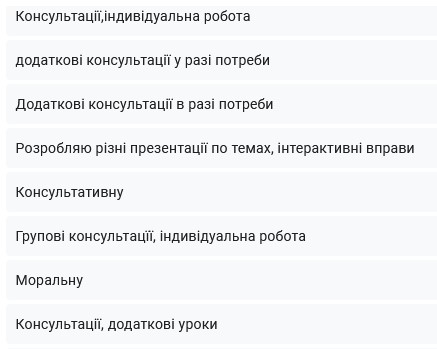 Консультації,індивідуальна робота
додаткові консультації у разі потреби
Додаткові консультації в разі потреби
Розробляю різні презентації по темах, інтерактивні вправи
Консультативну
Групові консультації, індивідуальна робота
Моральну
Консультації, додаткові уроки